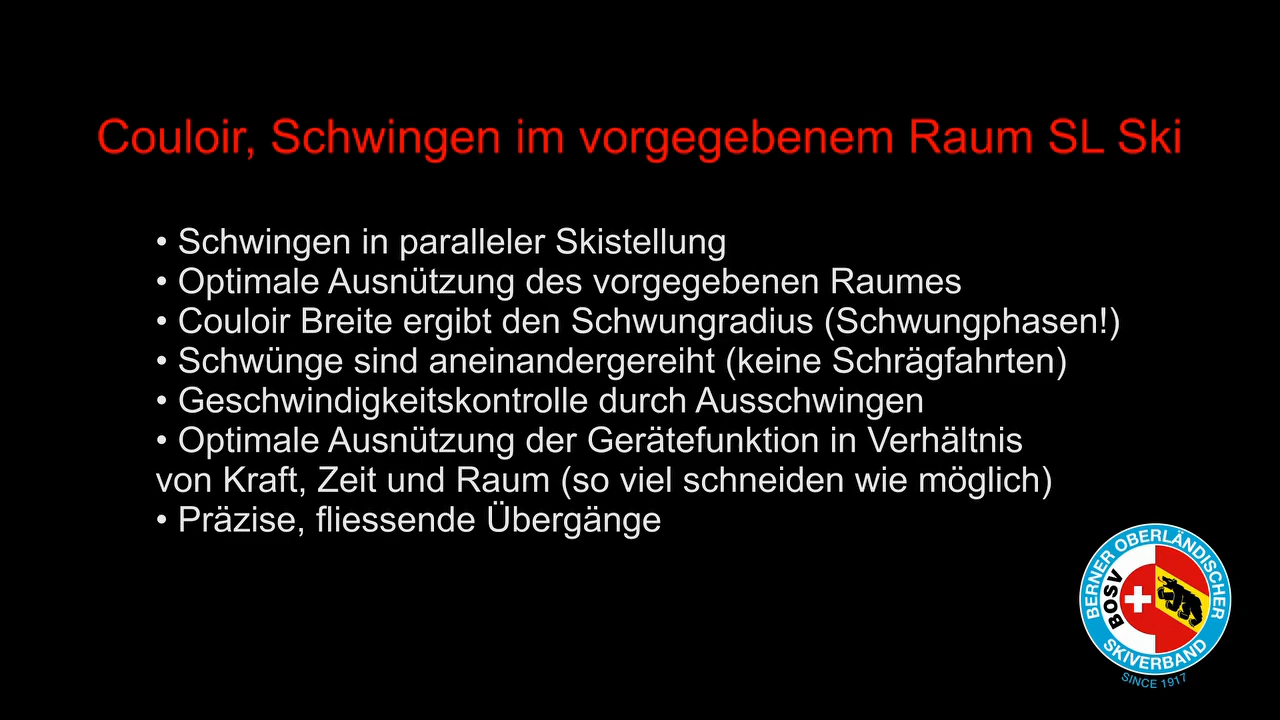 Couloir, Schwingen im vorgegebenem Raum SL Ski
• Schwingen in paralleler Skistellung
• Optimale Ausnützung des vorgegebenen Raumes
• Couloir Breite ergibt den Schwungradius (Schwungphasen!)
• Schwünge sind aneinandergereiht (keine Schrägfahrten)
• Geschwindigkeitskontrolle durch Ausschwingen
• Optimale Ausnützung der Gerätefunktion in Verhältnis
von Kraft, Zeit und Raum (so viel schneiden wie möglich)
• Präzise, fliessende Übergänge
BERNER OBERLÄNDISCHER
BOSV
SKIVERBAND
SINCE 1917